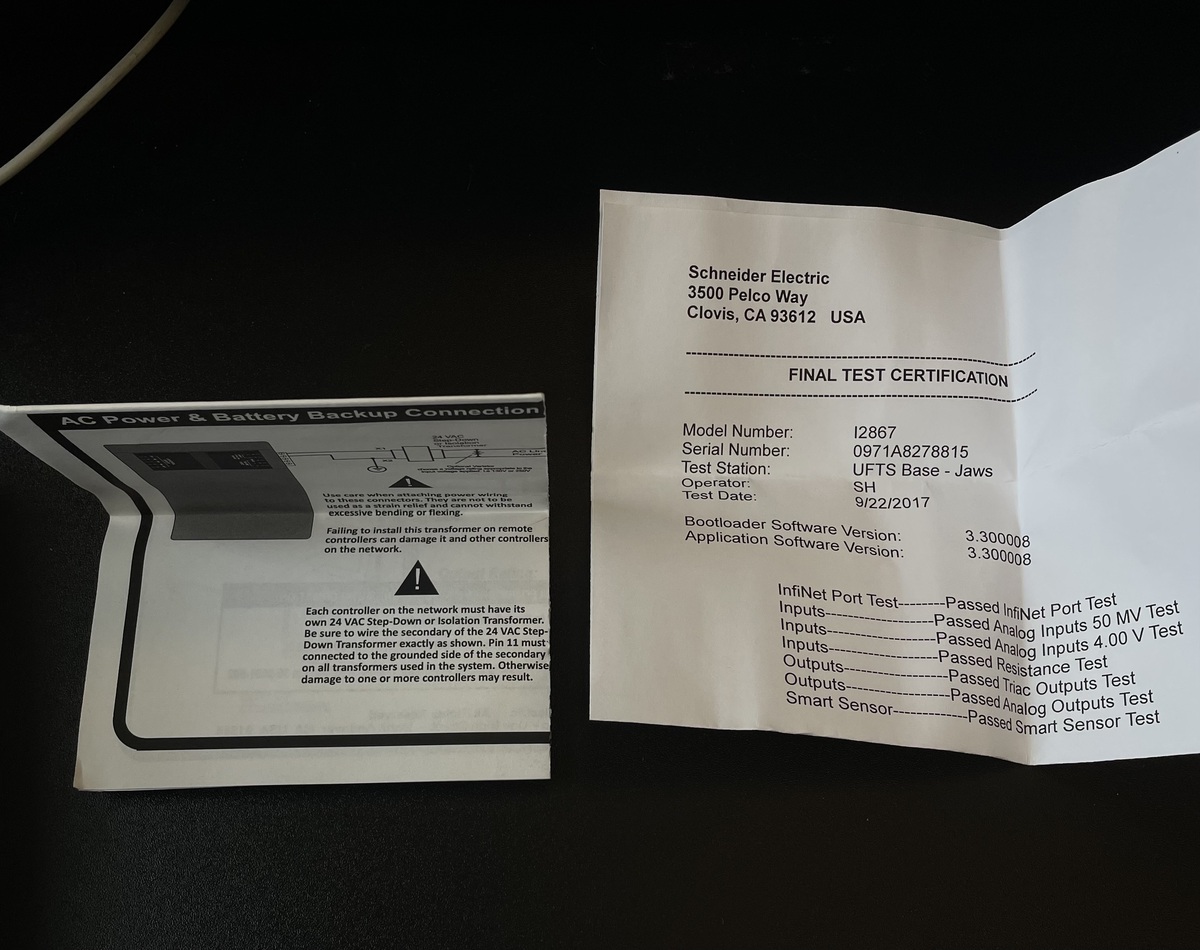 AC Power & Battery Backup Connection
24 VAC
Step-Down
or Isolation
Transformer
AC Line
Power
Use care when attaching power wiring
to these connectors. They are not to be
used as a strain relief and cannot withstand
excessive bending or flexing.
Failing to install this transformer on remote
controllers can damage it and other controllers
on the network.
Each controller on the network must have its
own 24 VAC Step-Down or Isolation Transformer.
Be sure to wire the secondary of the 24 VAC Step-
Down Transformer exactly as shown. Pin 11 must
connected to the grounded side of the secondary
on all transformers used in the system. Otherwise
damage to one or more controllers may result.
Schneider Electric
3500 Pelco Way
Clovis, CA 93612 USA
FINAL TEST CERTIFICATION
Model Number: I2867
Serial Number: 0971A8278815
Test Station: UFTS Base - Jaws
Operator: SH
Test Date: 9/22/2017
Bootloader Software Version: 3.300008
Application Software Version: 3.300008
InfiNet Port Test--------Passed InfiNet Port Test
Inputs------------------Passed Analog Inputs 50 MV Test
Inputs------------------Passed Analog Inputs 4.00 V Test
Inputs------------------Passed Resistance Test
Outputs-----------------Passed Triac Outputs Test
Outputs-----------------Passed Analog Outputs Test
Smart Sensor------------Passed Smart Sensor Test